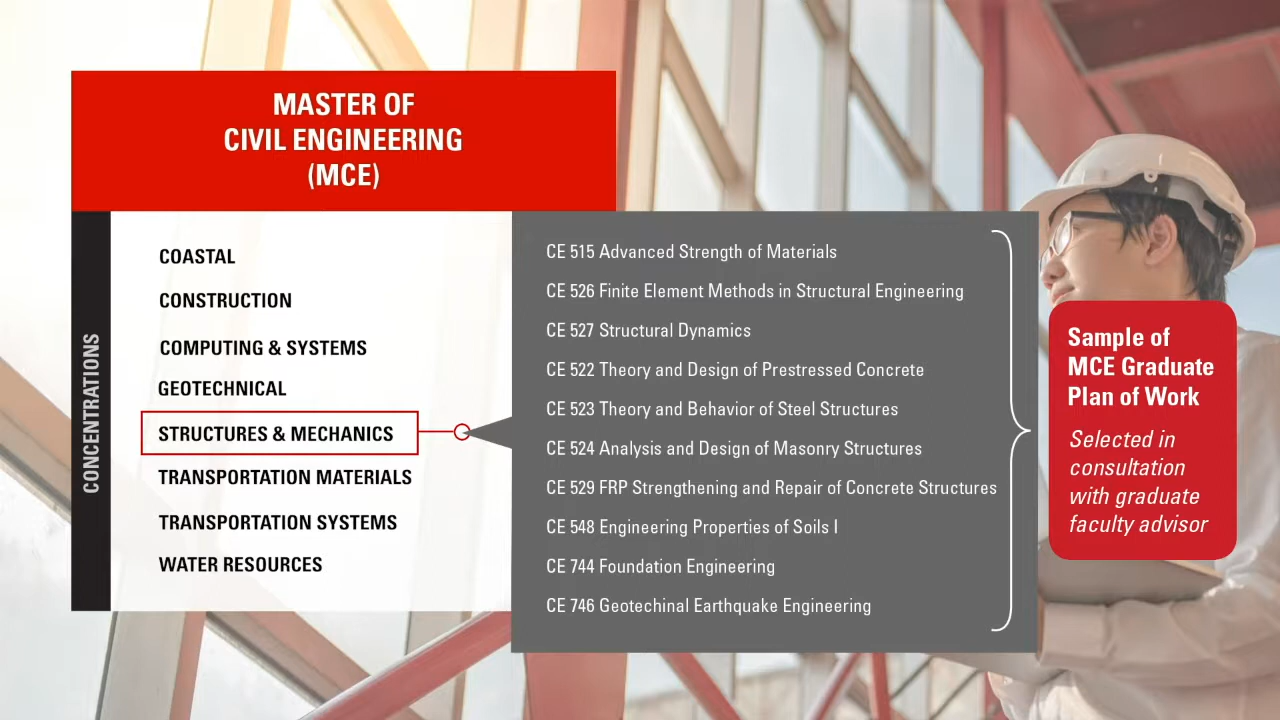 MASTER OF
CIVIL ENGINEERING
(MCE)
CONCENTRATIONS
COASTAL
CONSTRUCTION
COMPUTING & SYSTEMS
GEOTECHNICAL
STRUCTURES & MECHANICS
TRANSPORTATION MATERIALS
TRANSPORTATION SYSTEMS
WATER RESOURCES
CE 515 Advanced Strength of Materials
CE 526 Finite Element Methods in Structural Engineering
CE 527 Structural Dynamics
CE 522 Theory and Design of Prestressed Concrete
CE 523 Theory and Behavior of Steel Structures
CE 524 Analysis and Design of Masonry Structures
CE 529 FRP Strengthening and Repair of Concrete Structures
CE 548 Engineering Properties of Soils I
CE 744 Foundation Engineering
CE 746 Geotechinal Earthquake Engineering
Sample of
MCE Graduate
Plan of Work
Selected in
consultation
with graduate
faculty advisor